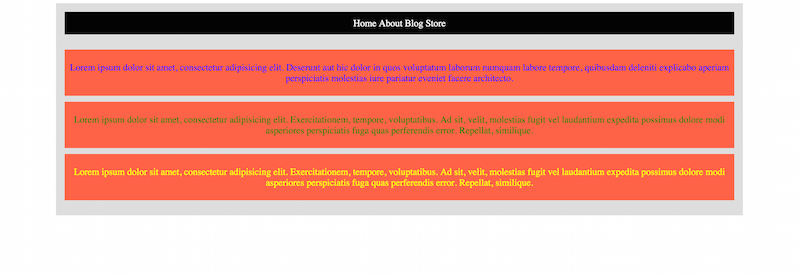 Home About Blog Store
Lorem ipsum dolor sit amet, consectetur adipisicing elit. Deserunt aut hic dolor in quos voluptatum laborum numquam labore tempore, quibusdam deleniti explicabo aperiam
perspiciatis molestias iure pariatur eveniet facere architecto.
Lorem ipsum dolor sit amet, consectetur adipisicing elit. Exercitationem, tempore, voluptatibus. Ad sit, velit, molestias fugit vel laudantium expedita possimus dolore modi
asperiores perspiciatis fuga quas perferendis error. Repellat, similique.
Lorem ipsum dolor sit amet, consectetur adipisicing elit. Exercitationem, tempore, voluptatibus. Ad sit, velit, molestias fugit vel laudantium expedita possimus dolore modi
asperiores perspiciatis fuga quas perferendis error. Repellat, similique.